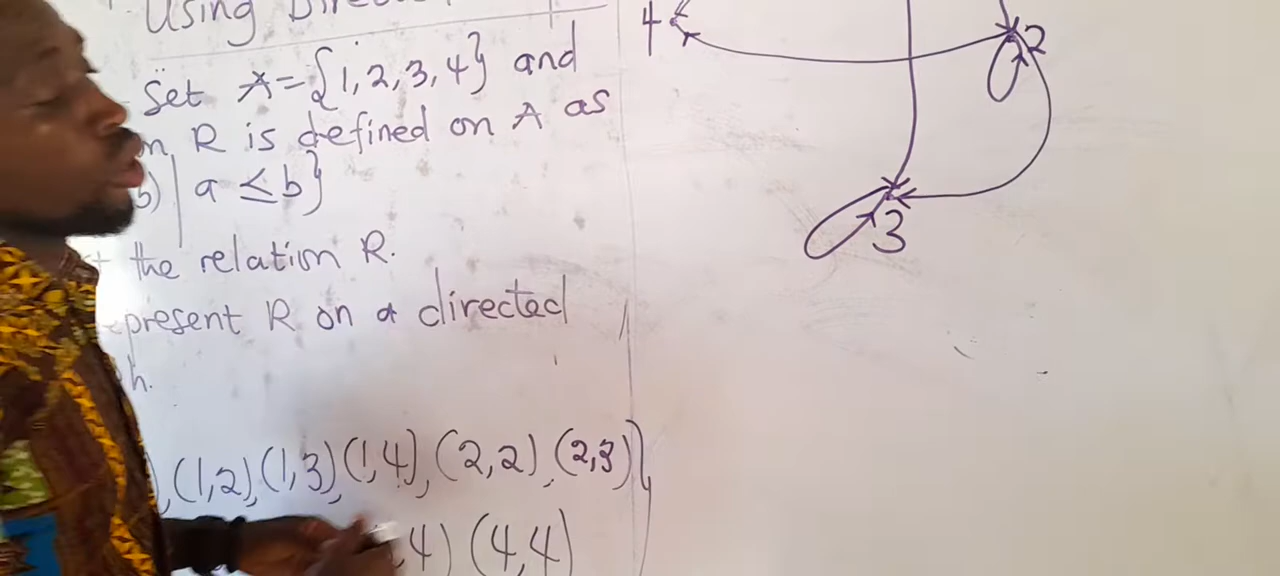 Using Direc
Set A={1,2,3,4} and
n R is defined on A as
b) | a ≤ b}
the relation R.
present R on a directed
h.
), (1,2), (1,3), (1,4), (2,2), (2,3)
,4) (4,4)
4
2
3